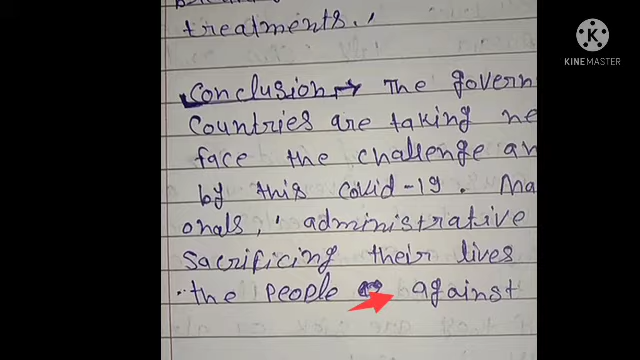 treatments.
Conclusion → The govern
Countries are taking ne
face the challenge an
by this Covid-19. Ma
onals, administrative
Sacrificing their lives
the people against
KINEMASTER